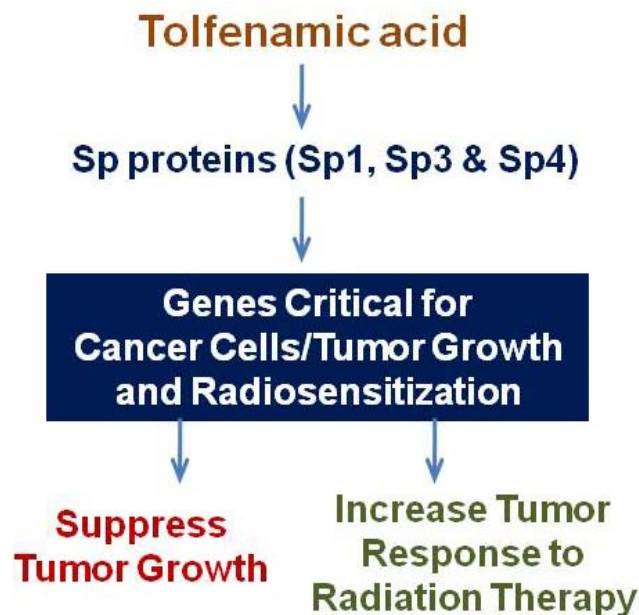 Tolfenamic acid
Sp proteins (Sp1, Sp3 & Sp4)
Genes Critical for
Cancer Cells/Tumor Growth
and Radiosensitization
Suppress
Tumor Growth
Increase Tumor
Response to
Radiation Therapy